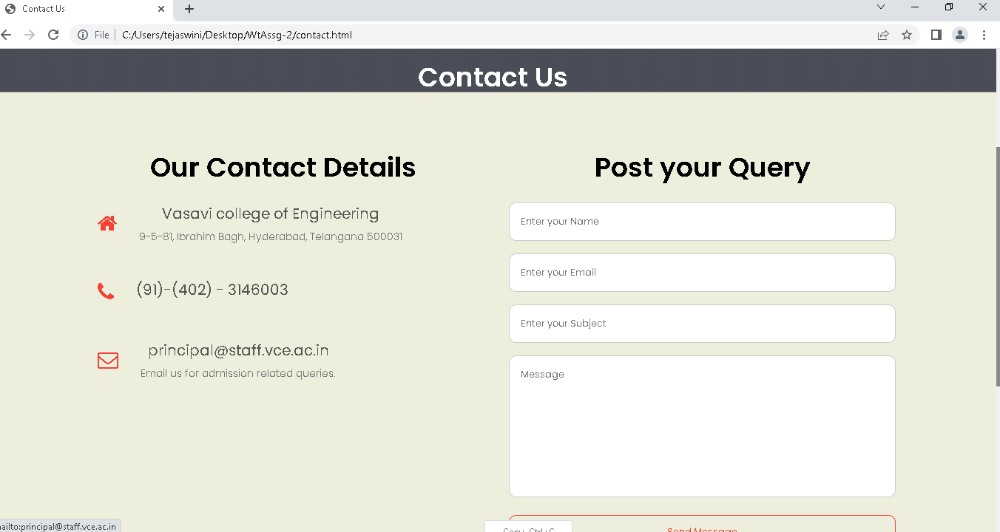 Contact Us
File C:/Users/tejaswini/Desktop/WtAssg-2/contact.html
Contact Us
Our Contact Details
Vasavi college of Engineering
9-5-81, Ibrahim Bagh, Hyderabad, Telangana 500031
(91)-(402) - 3146003
principal@staff.vce.ac.in
Email us for admission related queries.
Post your Query
Enter your Name
Enter your Email
Enter your Subject
Message
Send Message
ailto:principal@staff.vce.ac.in